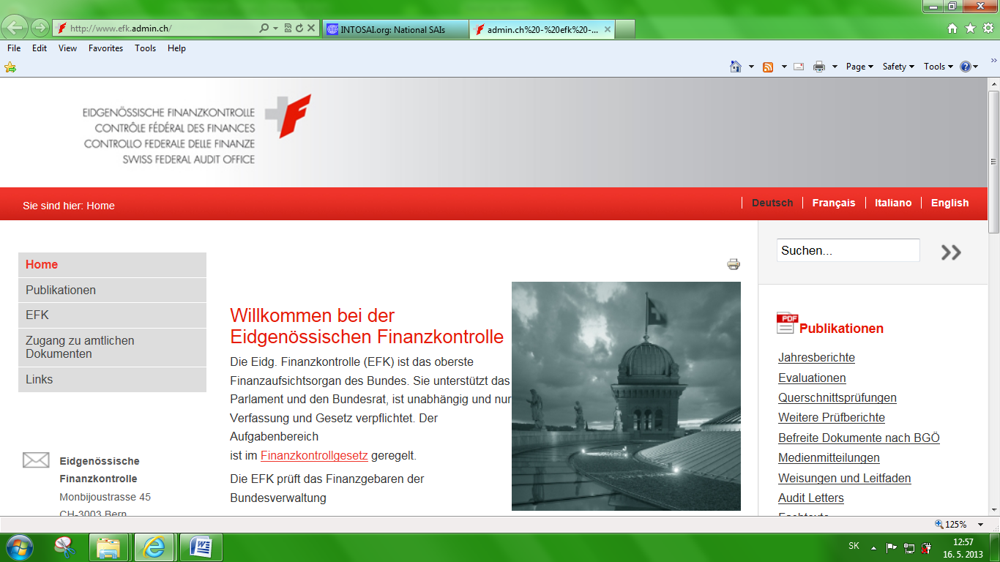 http://www.efk.admin.ch/
INTOSAI.org: National SAIs
admin.ch%20-%20efk%20-...
File Edit View Favorites Tools Help
Page Safety Tools
EIDGENÖSSISCHE FINANZKONTROLLE
CONTRÔLE FÉDÉRAL DES FINANCES
CONTROLLO FEDERALE DELLE FINANZE
SWISS FEDERAL AUDIT OFFICE
Sie sind hier: Home
Deutsch Français Italiano English
Home
Publikationen
EFK
Zugang zu amtlichen
Dokumenten
Links
Eidgenössische
Finanzkontrolle
Monbijoustrasse 45
CH-3003 Bern
Willkommen bei der
Eidgenössischen Finanzkontrolle
Die Eidg. Finanzkontrolle (EFK) ist das oberste
Finanzaufsichtsorgan des Bundes. Sie unterstützt das
Parlament und den Bundesrat, ist unabhängig und nur
Verfassung und Gesetz verpflichtet. Der
Aufgabenbereich
ist im Finanzkontrollgesetz geregelt.
Die EFK prüft das Finanzgebaren der
Bundesverwaltung
Suchen...
PDF
Publikationen
Jahresberichte
Evaluationen
Querschnittsprüfungen
Weitere Prüfberichte
Befreite Dokumente nach BGÖ
Medienmitteilungen
Weisungen und Leitfaden
Audit Letters
Fachtexte
125%
SK
12:57
16. 5. 2013